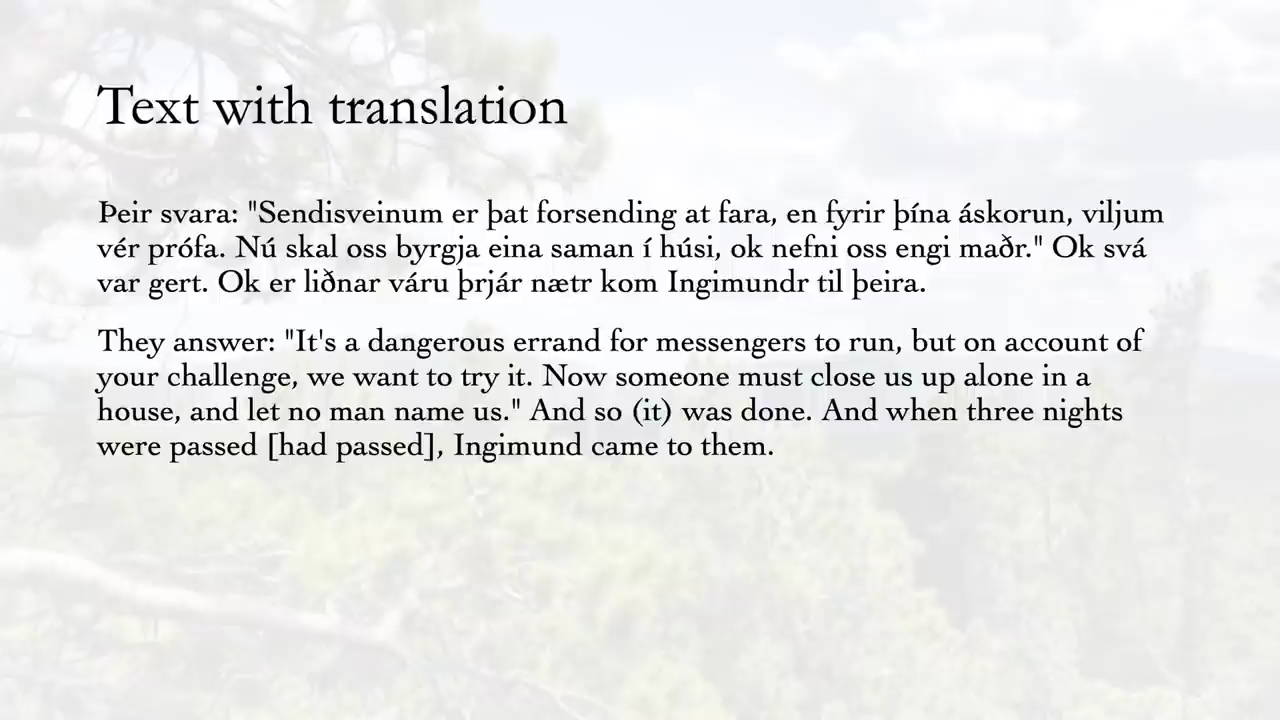 Text with translation
Þeir svara: "Sendisveinum er þat forsending at fara, en fyrir þína áskorun, viljum
vér prófa. Nú skal oss byrgja eina saman í húsi, ok nefni oss engi maðr." Ok svá
var gert. Ok er liðnar váru þrjár nætr kom Ingimundr til þeira.
They answer: "It's a dangerous errand for messengers to run, but on account of
your challenge, we want to try it. Now someone must close us up alone in a
house, and let no man name us." And so (it) was done. And when three nights
were passed [had passed], Ingimund came to them.